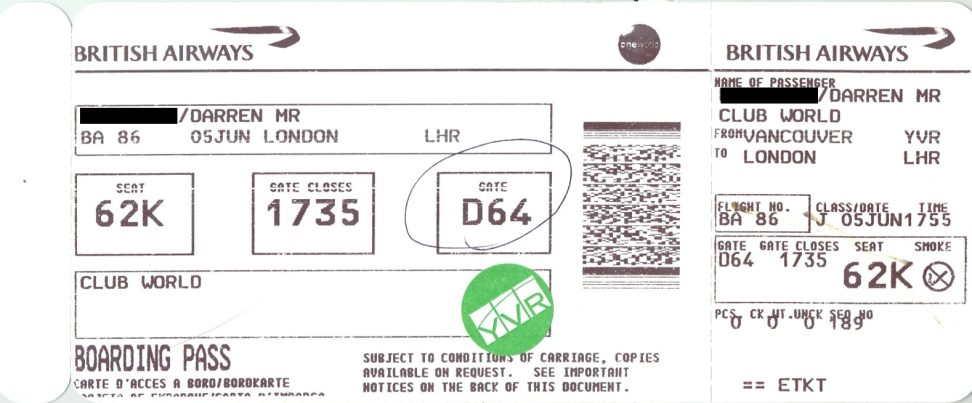 BRITISH AIRWAYS
oneworld
/DARREN MR
BA 86 05JUN LONDON LHR
SEAT
62K
GATE CLOSES
1735
GATE
D64
CLUB WORLD
YVR
BOARDING PASS
CARTE D'ACCES A BORD/BORDKARTE
SUBJECT TO CONDITIONS OF CARRIAGE, COPIES
AVAILABLE ON REQUEST. SEE IMPORTANT
NOTICES ON THE BACK OF THIS DOCUMENT.
BRITISH AIRWAYS
NAME OF PASSENGER
/DARREN MR
CLUB WORLD
FROM VANCOUVER YVR
TO LONDON LHR
FLIGHT NO. CLASS/DATE TIME
BA 86 J 05JUN1755
GATE GATE CLOSES SEAT SMOKE
D64 1735 62K
PCS. CK.WT.UNCK SEQ NO
0 0 0 189
== ETKT